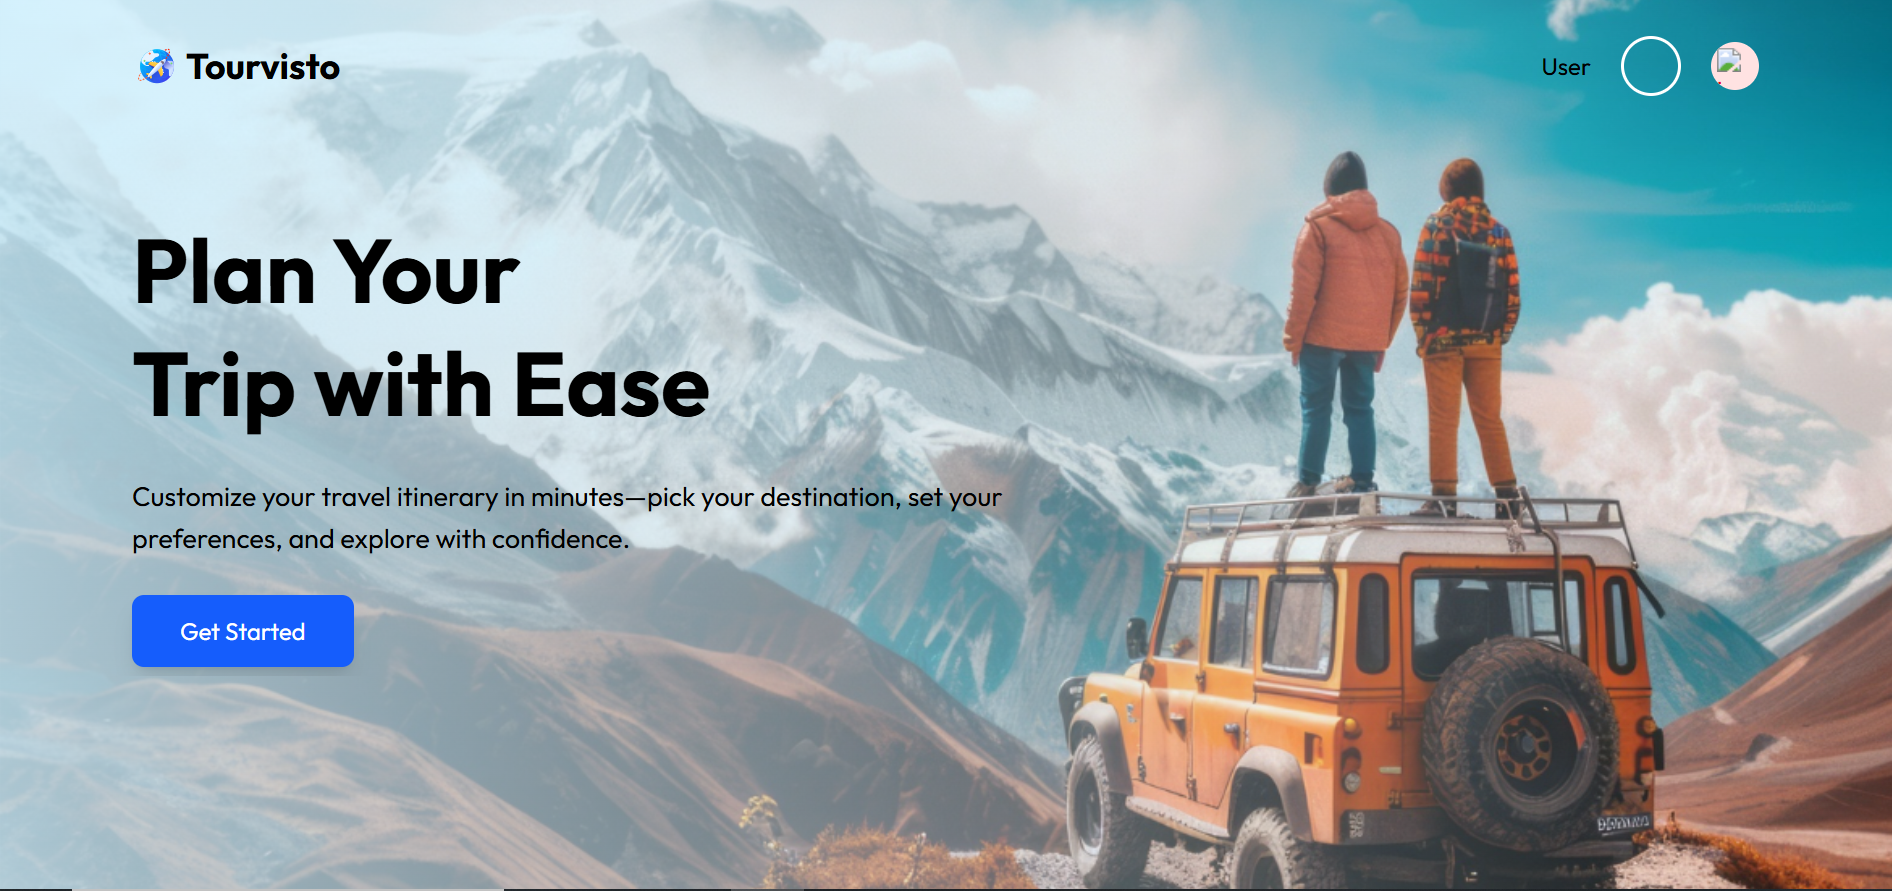 Tourvisto
User
Plan Your
Trip with Ease
Customize your travel itinerary in minutes—pick your destination, set your
preferences, and explore with confidence.
Get Started